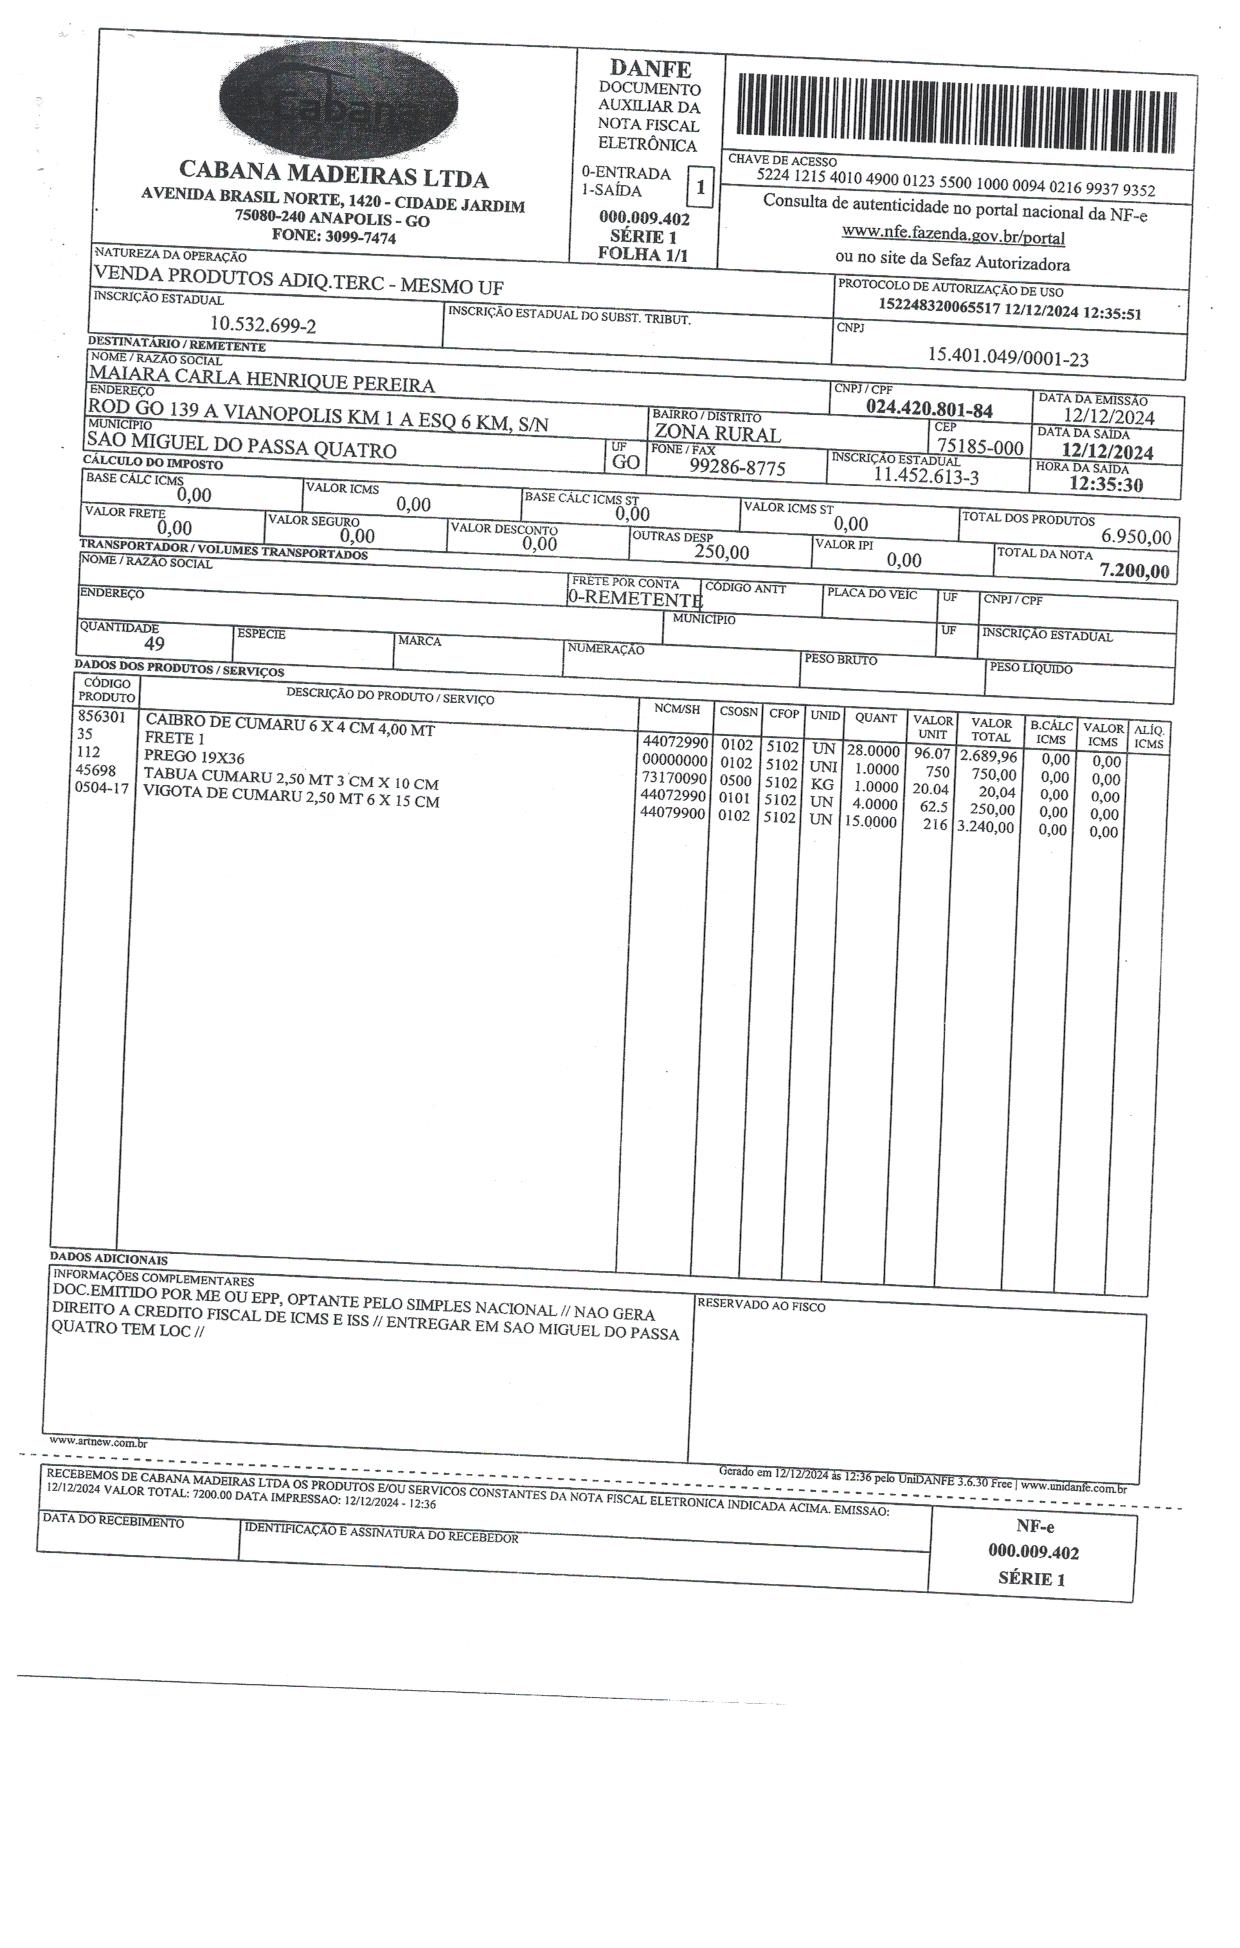 Cabana
CABANA MADEIRAS LTDA
AVENIDA BRASIL NORTE, 1420 - CIDADE JARDIM
75080-240 ANAPOLIS - GO
FONE: 3099-7474
DANFE
DOCUMENTO
AUXILIAR DA
NOTA FISCAL
ELETRÔNICA
0-ENTRADA
1-SAÍDA
1
000.009.402
SÉRIE 1
FOLHA 1/1
CHAVE DE ACESSO
5224 1215 4010 4900 0123 5500 1000 0094 0216 9937 9352
Consulta de autenticidade no portal nacional da NF-e
www.nfe.fazenda.gov.br/portal
ou no site da Sefaz Autorizadora
NATUREZA DA OPERAÇÃO
VENDA PRODUTOS ADIQ.TERC - MESMO UF
PROTOCOLO DE AUTORIZAÇÃO DE USO
152248320065517 12/12/2024 12:35:51
INSCRIÇÃO ESTADUAL
10.532.699-2
INSCRIÇÃO ESTADUAL DO SUBST. TRIBUT.
CNPJ
15.401.049/0001-23
DESTINATÁRIO / REMETENTE
NOME / RAZÃO SOCIAL
MAIARA CARLA HENRIQUE PEREIRA
CNPJ / CPF
024.420.801-84
DATA DA EMISSÃO
12/12/2024
ENDEREÇO
ROD GO 139 A VIANOPOLIS KM 1 A ESQ 6 KM, S/N
BAIRRO / DISTRITO
ZONA RURAL
CEP
75185-000
DATA DA SAÍDA
12/12/2024
MUNICÍPIO
SAO MIGUEL DO PASSA QUATRO
UF
GO
FONE / FAX
99286-8775
INSCRIÇÃO ESTADUAL
11.452.613-3
HORA DA SAÍDA
12:35:30
CÁLCULO DO IMPOSTO
BASE CÁLC ICMS
0,00
VALOR ICMS
0,00
BASE CÁLC ICMS ST
0,00
VALOR ICMS ST
0,00
TOTAL DOS PRODUTOS
6.950,00
VALOR FRETE
0,00
VALOR SEGURO
0,00
VALOR DESCONTO
0,00
OUTRAS DESP
250,00
VALOR IPI
0,00
TOTAL DA NOTA
7.200,00
TRANSPORTADOR / VOLUMES TRANSPORTADOS
NOME / RAZÃO SOCIAL
FRETE POR CONTA
0-REMETENTE
CÓDIGO ANTT
PLACA DO VEÍC
UF
CNPJ / CPF
ENDEREÇO
MUNICÍPIO
UF
INSCRIÇÃO ESTADUAL
QUANTIDADE
49
ESPÉCIE
MARCA
NUMERAÇÃO
PESO BRUTO
PESO LÍQUIDO
DADOS DOS PRODUTOS / SERVIÇOS
CÓDIGO PRODUTO DESCRIÇÃO DO PRODUTO / SERVIÇO NCM/SH CSOSN CFOP UNID QUANT VALOR UNIT VALOR TOTAL B.CÁLC ICMS VALOR ICMS ALÍQ. ICMS
856301 CAIBRO DE CUMARU 6 X 4 CM 4,00 MT 44072990 0102 5102 UN 28.0000 96.07 2.689,96 0,00 0,00
35 FRETE 1 00000000 0102 5102 UNI 1.0000 750 750,00 0,00 0,00
112 PREGO 19X36 73170090 0500 5102 KG 1.0000 20.04 20,04 0,00 0,00
45698 TABUA CUMARU 2,50 MT 3 CM X 10 CM 44072990 0101 5102 UN 4.0000 62.5 250,00 0,00 0,00
0504-17 VIGOTA DE CUMARU 2,50 MT 6 X 15 CM 44079900 0102 5102 UN 15.0000 216 3.240,00 0,00 0,00
DADOS ADICIONAIS
INFORMAÇÕES COMPLEMENTARES
DOC.EMITIDO POR ME OU EPP, OPTANTE PELO SIMPLES NACIONAL // NAO GERA
DIREITO A CREDITO FISCAL DE ICMS E ISS // ENTREGAR EM SAO MIGUEL DO PASSA
QUATRO TEM LOC //
RESERVADO AO FISCO
www.artnew.com.br
Gerado em 12/12/2024 às 12:36 pelo UniDANFE 3.6.30 Free | www.unidanfe.com.br
RECEBEMOS DE CABANA MADEIRAS LTDA OS PRODUTOS E/OU SERVICOS CONSTANTES DA NOTA FISCAL ELETRONICA INDICADA ACIMA. EMISSAO:
12/12/2024 VALOR TOTAL: 7200.00 DATA IMPRESSAO: 12/12/2024 - 12:36
DATA DO RECEBIMENTO
IDENTIFICAÇÃO E ASSINATURA DO RECEBEDOR
NF-e
000.009.402
SÉRIE 1